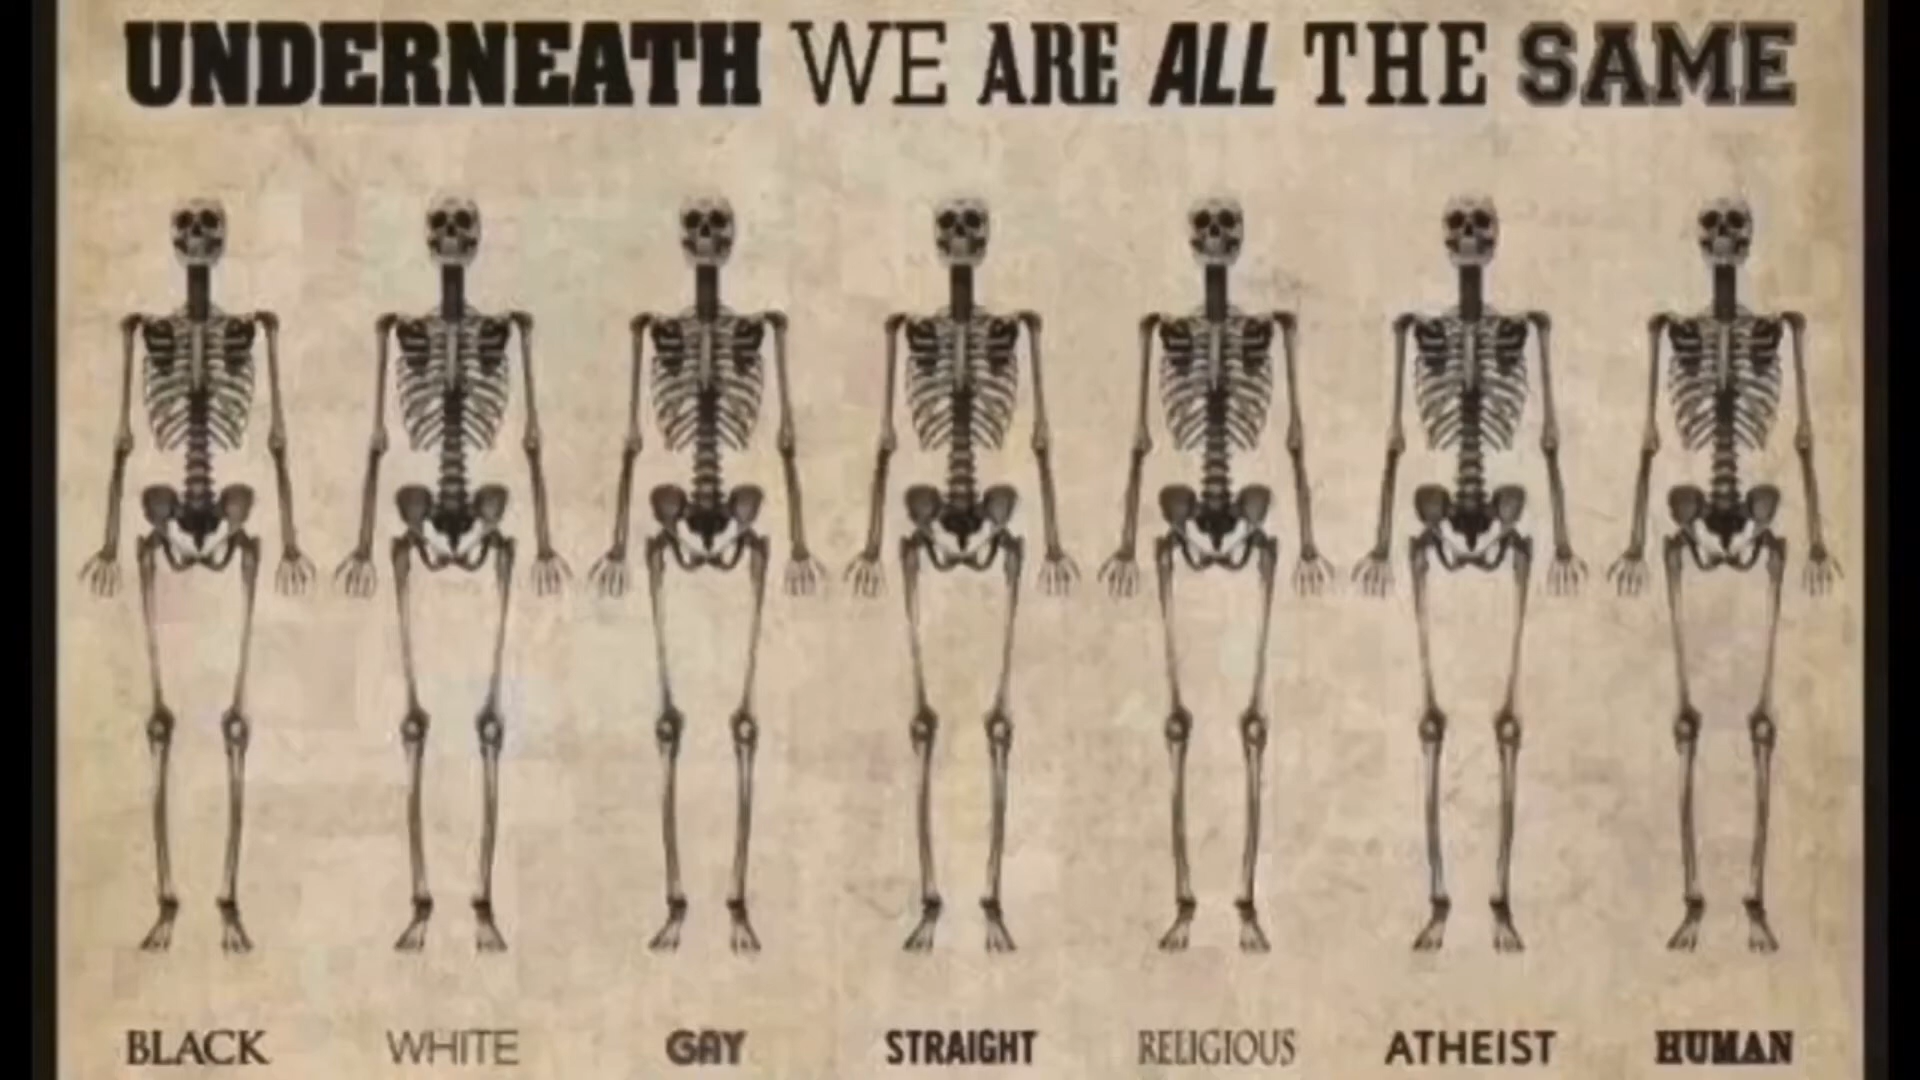 UNDERNEATH WE ARE ALL THE SAME
BLACK WHITE GAY STRAIGHT RELIGIOUS ATHEIST HUMAN